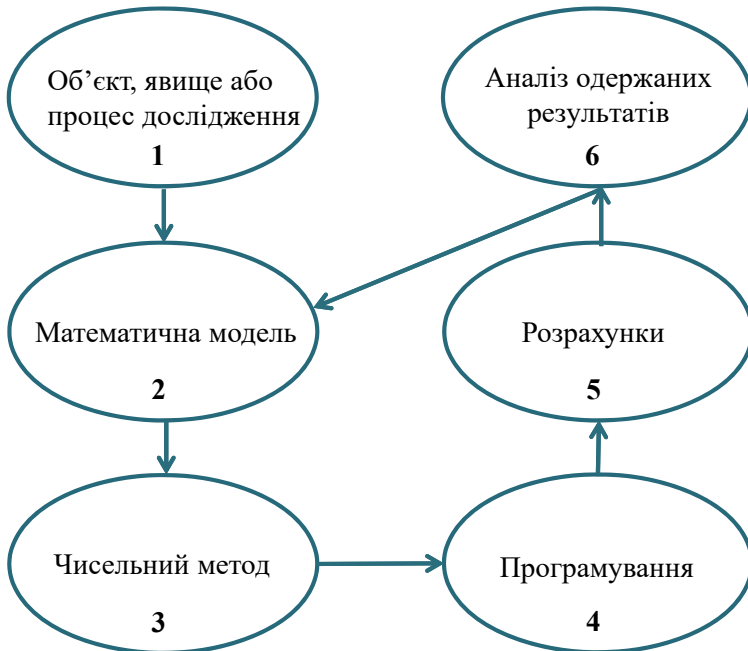 Об’єкт, явище або
процес дослідження
1
Математична модель
2
Чисельний метод
3
Програмування
4
Розрахунки
5
Аналіз одержаних
результатів
6